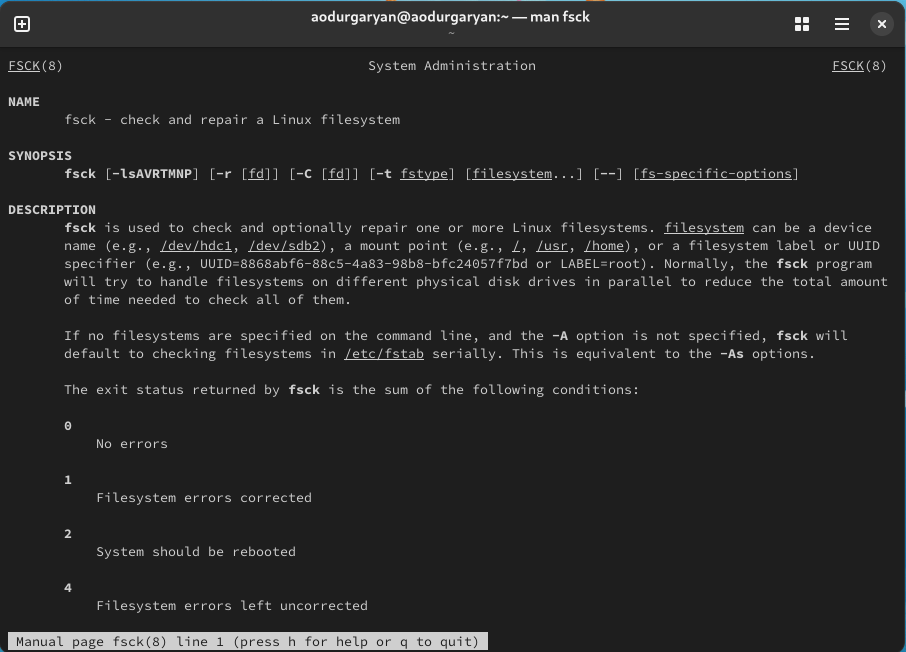 aodurgaryan@aodurgaryan:~ — man fsck
~
FSCK(8) System Administration FSCK(8)
NAME
fsck - check and repair a Linux filesystem
SYNOPSIS
fsck [-lsAVRTMNP] [-r [fd]] [-C [fd]] [-t fstype] [filesystem...] [--] [fs-specific-options]
DESCRIPTION
fsck is used to check and optionally repair one or more Linux filesystems. filesystem can be a device
name (e.g., /dev/hdc1, /dev/sdb2), a mount point (e.g., /, /usr, /home), or a filesystem label or UUID
specifier (e.g., UUID=8868abf6-88c5-4a83-98b8-bfc24057f7bd or LABEL=root). Normally, the fsck program
will try to handle filesystems on different physical disk drives in parallel to reduce the total amount
of time needed to check all of them.
If no filesystems are specified on the command line, and the -A option is not specified, fsck will
default to checking filesystems in /etc/fstab serially. This is equivalent to the -As options.
The exit status returned by fsck is the sum of the following conditions:
0
No errors
1
Filesystem errors corrected
2
System should be rebooted
4
Filesystem errors left uncorrected
Manual page fsck(8) line 1 (press h for help or q to quit)